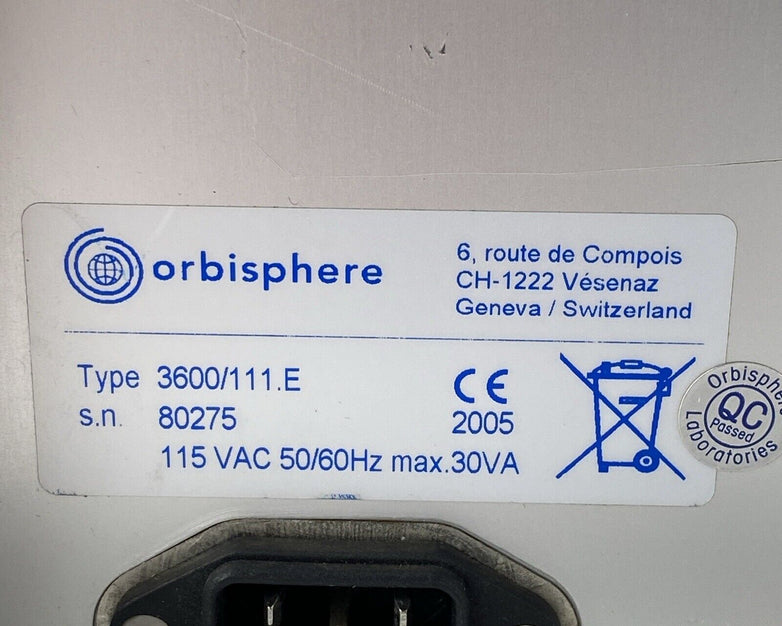 orbisphere
6, route de Compois
CH-1222 Vésenaz
Geneva / Switzerland
Type 3600/111.E
s.n. 80275
CE
2005
115 VAC 50/60Hz max.30VA
Orbisphere
QC
Passed
Laboratories